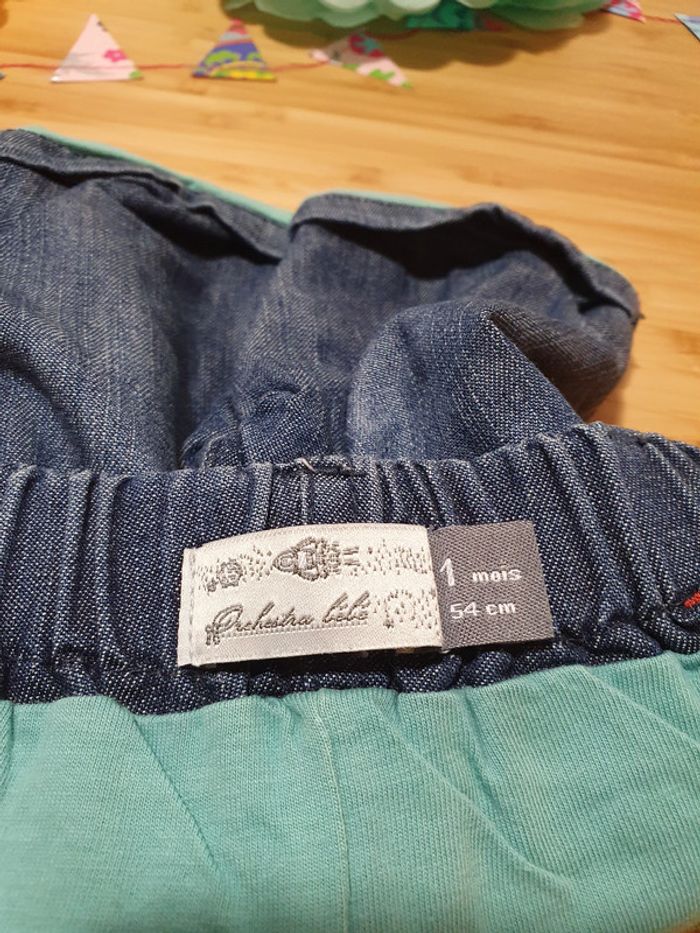 Orchestra bébé
1 mois
54 cm